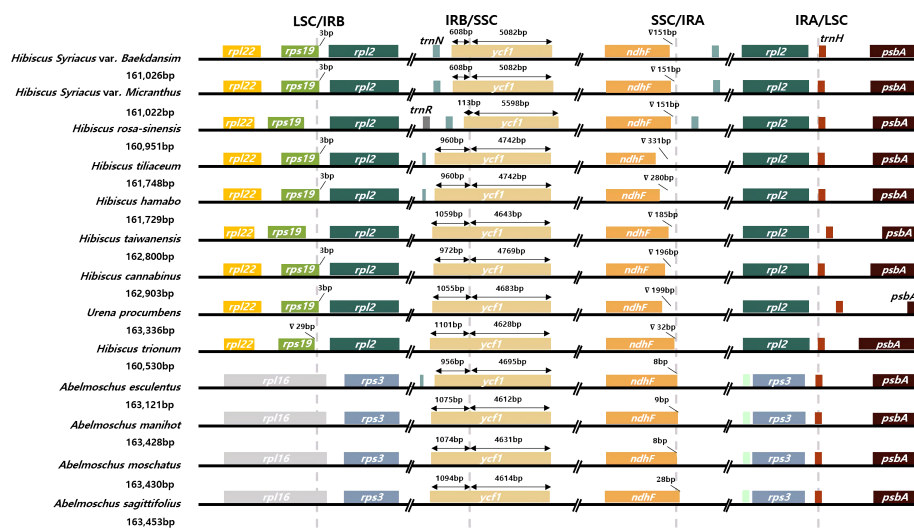 LSC/IRB IRB/SSC SSC/IRA IRA/LSC
3bp trnN 608bp 5082bp ∇151bp trnH
Hibiscus Syriacus var. Baekdansim rpl22 rps19 rpl2 ycf1 ndhF rpl2 psbA
161,026bp 3bp 608bp 5082bp ∇ 151bp
Hibiscus Syriacus var. Micranthus rpl22 rps19 rpl2 ycf1 ndhF rpl2 psbA
161,022bp trnR 113bp 5598bp ∇ 151bp
Hibiscus rosa-sinensis rpl22 rps19 rpl2 ycf1 ndhF rpl2 psbA
160,951bp 3bp 960bp 4742bp ∇ 331bp
Hibiscus tiliaceum rpl22 rps19 rpl2 ycf1 ndhF rpl2 psbA
161,748bp 3bp 960bp 4742bp ∇ 280bp
Hibiscus hamabo rpl22 rps19 rpl2 ycf1 ndhF rpl2 psbA
161,729bp 1059bp 4643bp ∇ 185bp
Hibiscus taiwanensis rpl22 rps19 rpl2 ycf1 ndhF rpl2 psbA
162,800bp 3bp 972bp 4769bp ∇ 196bp
Hibiscus cannabinus rpl22 rps19 rpl2 ycf1 ndhF rpl2 psbA
162,903bp 3bp 1055bp 4683bp ∇ 199bp psbA
Urena procumbens rpl22 rps19 rpl2 ycf1 ndhF rpl2
163,336bp ∇ 29bp 1101bp 4628bp ∇ 32bp
Hibiscus trionum rpl22 rps19 rpl2 ycf1 ndhF rpl2 psbA
160,530bp 956bp 4695bp 8bp
Abelmoschus esculentus rpl16 rps3 ycf1 ndhF rps3 psbA
163,121bp 1075bp 4612bp 9bp
Abelmoschus manihot rpl16 rps3 ycf1 ndhF rps3 psbA
163,428bp 1074bp 4631bp 8bp
Abelmoschus moschatus rpl16 rps3 ycf1 ndhF rps3 psbA
163,430bp 1094bp 4614bp 28bp
Abelmoschus sagittifolius rpl16 rps3 ycf1 ndhF rps3 psbA
163,453bp